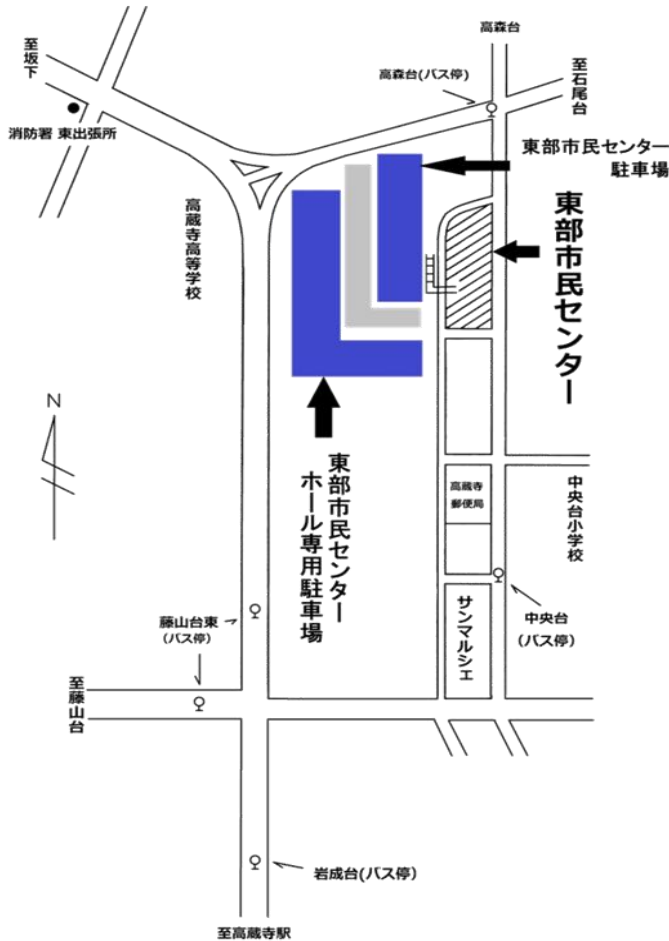 高森台
至坂下
至石尾台
高森台(バス停)
消防署 東出張所
東部市民センター
駐車場
高蔵寺高等学校
東部市民センター
N
東部市民センター
ホール専用駐車場
高蔵寺
郵便局
中央台小学校
サンマルシェ
藤山台東
(バス停)
中央台
(バス停)
至藤山台
岩成台(バス停)
至高蔵寺駅